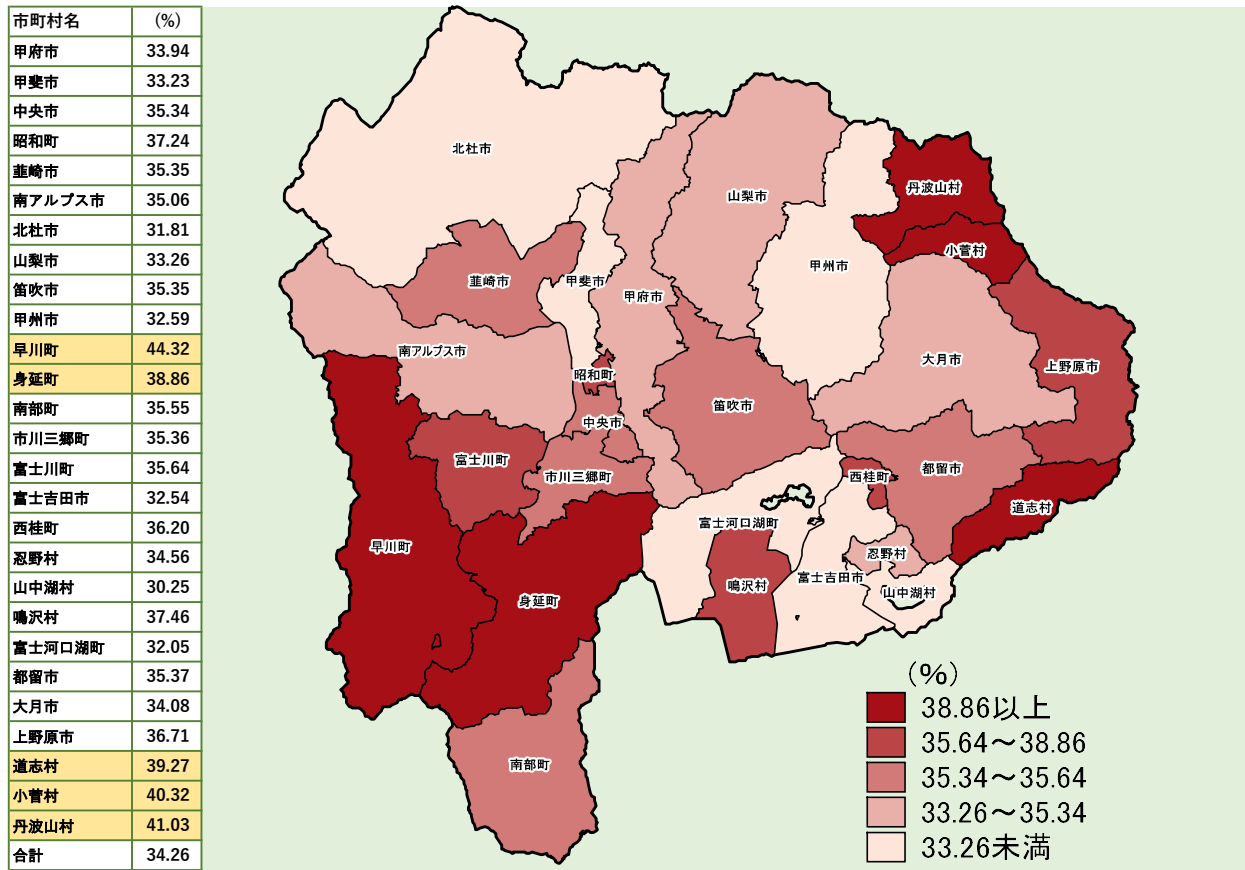 市町村名 (%)
甲府市 33.94
甲斐市 33.23
中央市 35.34
昭和町 37.24
韮崎市 35.35
南アルプス市 35.06
北杜市 31.81
山梨市 33.26
笛吹市 35.35
甲州市 32.59
早川町 44.32
身延町 38.86
南部町 35.55
市川三郷町 35.36
富士川町 35.64
富士吉田市 32.54
西桂町 36.20
忍野村 34.56
山中湖村 30.25
鳴沢村 37.46
富士河口湖町 32.05
都留市 35.37
大月市 34.08
上野原市 36.71
道志村 39.27
小菅村 40.32
丹波山村 41.03
合計 34.26
北杜市
丹波山村
山梨市
小菅村
甲州市
韮崎市
甲斐市
甲府市
南アルプス市
大月市
上野原市
昭和町
笛吹市
中央市
富士川町
市川三郷町
都留市
西桂町
道志村
富士河口湖町
早川町
忍野村
富士吉田市
鳴沢村
山中湖村
身延町
南部町
(%)
38.86以上
35.64～38.86
35.34～35.64
33.26～35.34
33.26未満